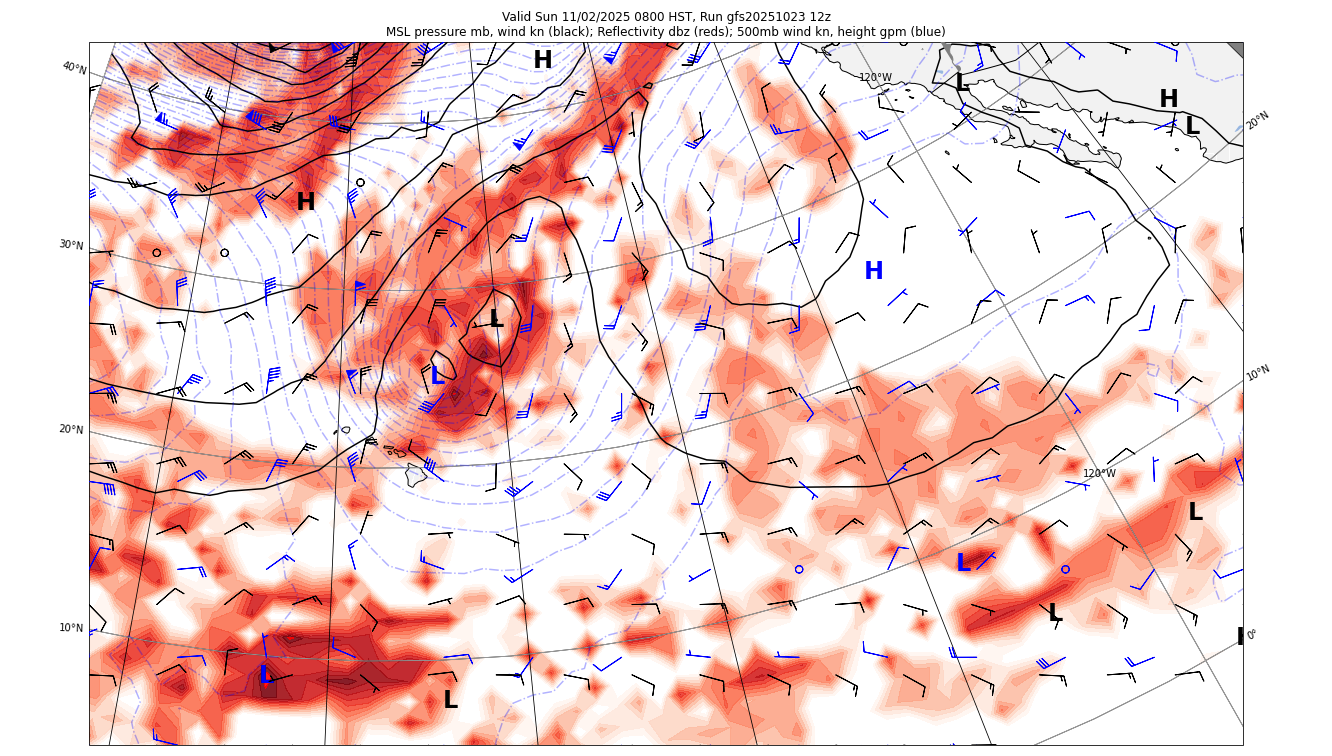 Valid Sun 11/02/2025 0800 HST, Run gfs20251023 12z
MSL pressure mb, wind kn (black); Reflectivity dbz (reds); 500mb wind kn, height gpm (blue)
H
40°N
120°W
L
H
L
20°N
H
30°N
H
L
L
10°N
20°N
120°W
L
L
L
10°N
0°
L
L